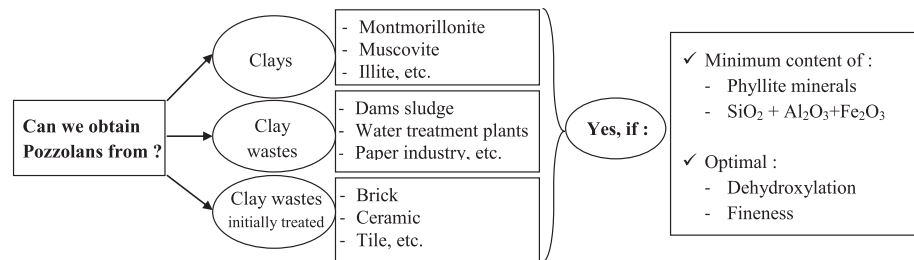 Can we obtain
Pozzolans from ?
Clays
- Montmorillonite
- Muscovite
- Illite, etc.
Clay
wastes
- Dams sludge
- Water treatment plants
- Paper industry, etc.
Clay wastes
initially treated
- Brick
- Ceramic
- Tile, etc.
Yes, if :
✓ Minimum content of :
- Phyllite minerals
- SiO₂ + Al₂O₃+Fe₂O₃
✓ Optimal :
- Dehydroxylation
- Fineness